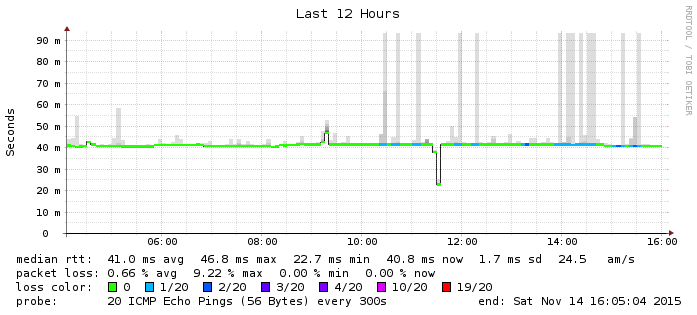 Last 12 Hours
RRDTOOL / TOBI OETIKER
Seconds
90 m
80 m
70 m
60 m
50 m
40 m
30 m
20 m
10 m
0
06:00 08:00 10:00 12:00 14:00 16:00
median rtt: 41.0 ms avg 46.8 ms max 22.7 ms min 40.8 ms now 1.7 ms sd 24.5 am/s
packet loss: 0.66 % avg 9.22 % max 0.00 % min 0.00 % now
loss color: 0 1/20 2/20 3/20 4/20 10/20 19/20
probe: 20 ICMP Echo Pings (56 Bytes) every 300s end: Sat Nov 14 16:05:04 2015